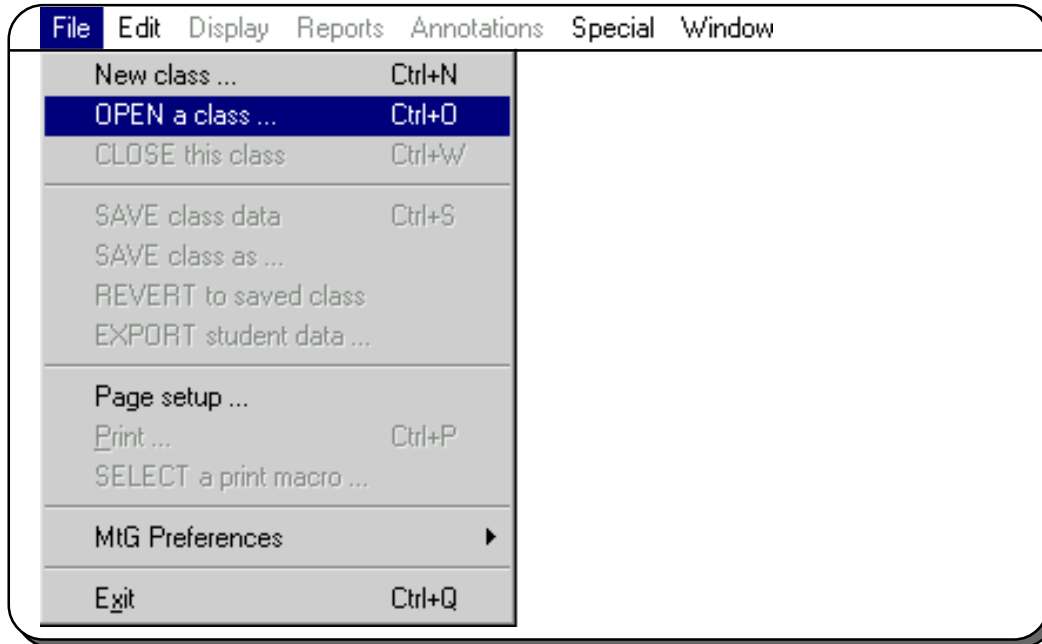 File Edit Display Reports Annotations Special Window
New class ... Ctrl+N
OPEN a class ... Ctrl+O
CLOSE this class Ctrl+W
SAVE class data Ctrl+S
SAVE class as ...
REVERT to saved class
EXPORT student data ...
Page setup ...
Print ... Ctrl+P
SELECT a print macro ...
MtG Preferences
Exit Ctrl+Q